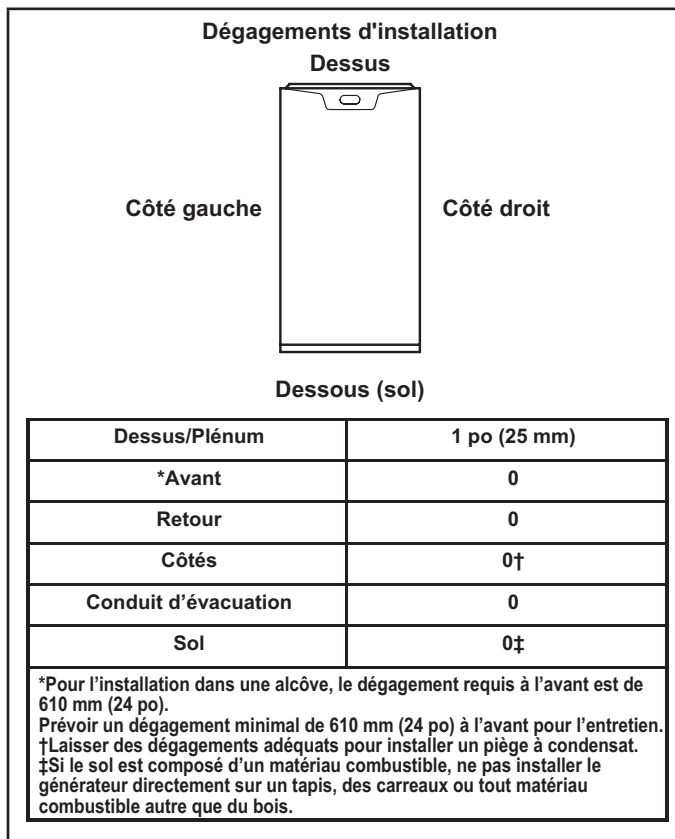 Dégagements d'installation
Dessus
Côté gauche
Côté droit
Dessous (sol)
Dessus/Plénum 1 po (25 mm)
*Avant 0
Retour 0
Côtés 0†
Conduit d’évacuation 0
Sol 0‡
*Pour l’installation dans une alcôve, le dégagement requis à l’avant est de
610 mm (24 po).
Prévoir un dégagement minimal de 610 mm (24 po) à l’avant pour l’entretien.
†Laisser des dégagements adéquats pour installer un piège à condensat.
‡Si le sol est composé d’un matériau combustible, ne pas installer le
générateur directement sur un tapis, des carreaux ou tout matériau
combustible autre que du bois.